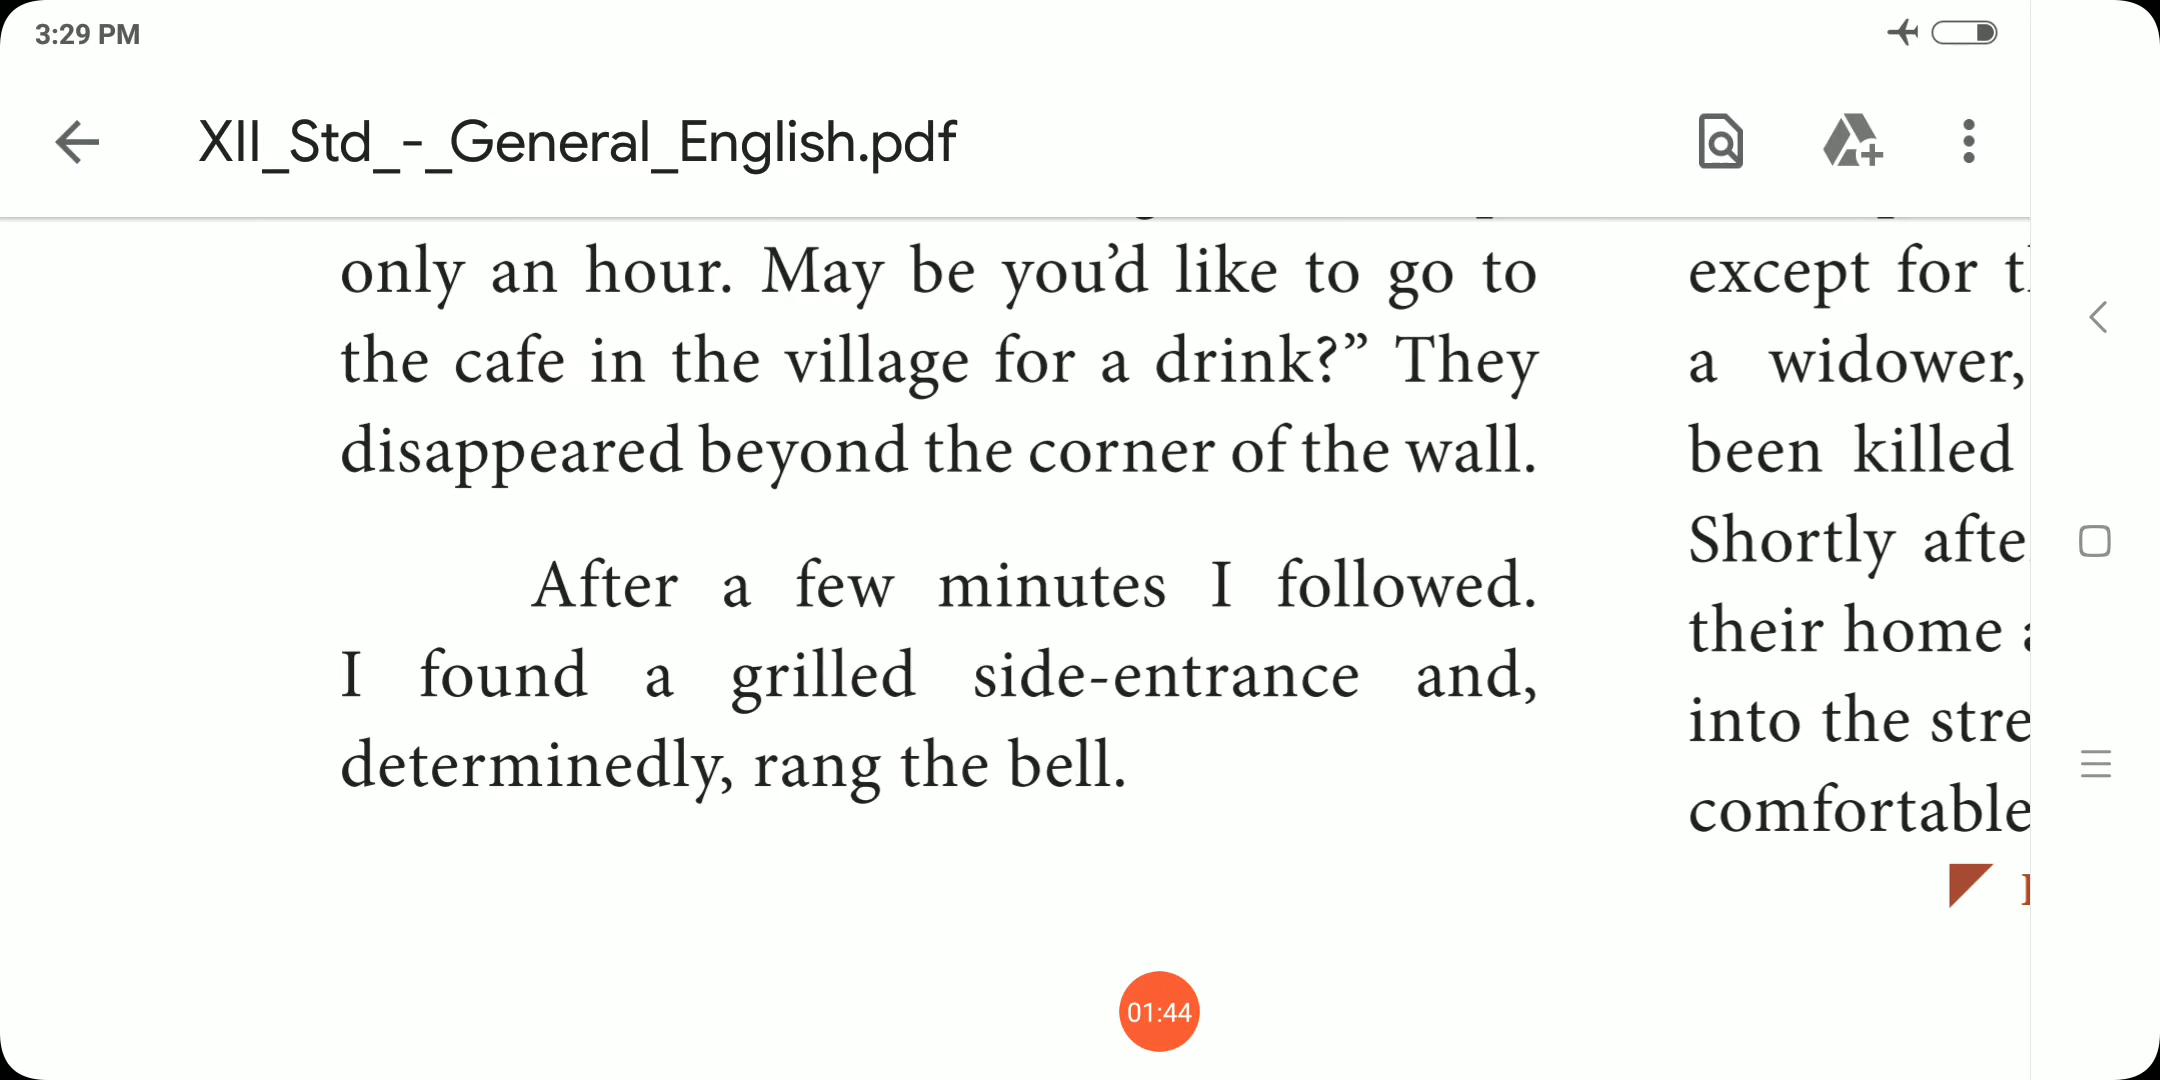 3:29 PM
XII_Std_-_General_English.pdf
only an hour. May be you’d like to go to
the cafe in the village for a drink?” They
disappeared beyond the corner of the wall.
After a few minutes I followed.
I found a grilled side-entrance and,
determinedly, rang the bell.
except for
a widower,
been killed
Shortly afte
their home
into the stre
comfortable
01:44